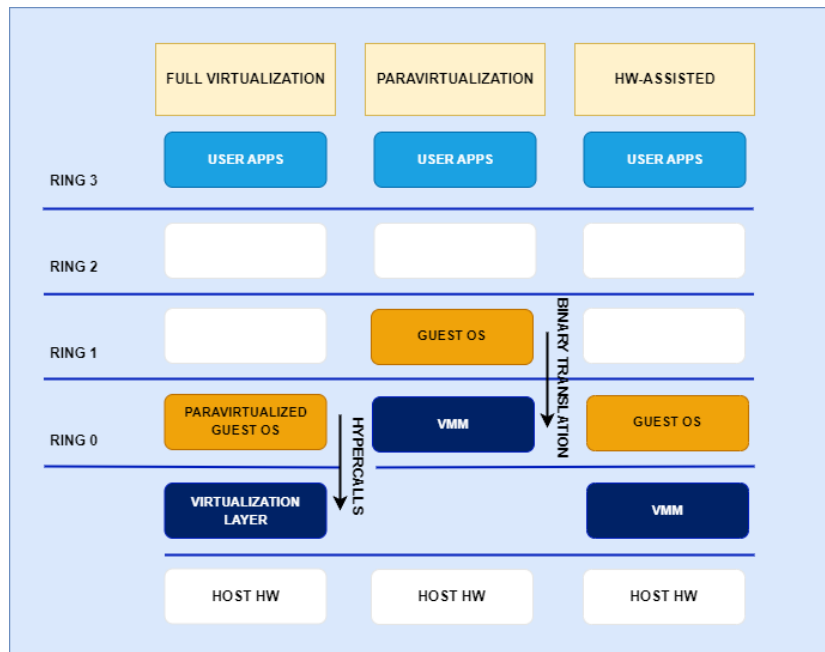 FULL VIRTUALIZATION
PARAVIRTUALIZATION
HW-ASSISTED
USER APPS
USER APPS
USER APPS
RING 3
RING 2
RING 1
GUEST OS
BINARY TRANSLATION
RING 0
PARAVIRTUALIZED
GUEST OS
HYPERCALLS
VMM
GUEST OS
VIRTUALIZATION
LAYER
VMM
HOST HW
HOST HW
HOST HW